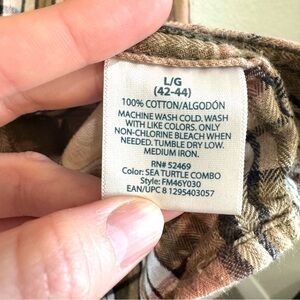 L/G
(42-44)
100% COTTON/ALGODÓN
MACHINE WASH COLD. WASH
WITH LIKE COLORS. ONLY
NON-CHLORINE BLEACH WHEN
NEEDED. TUMBLE DRY LOW.
MEDIUM IRON.
RN# 52469
Color: SEA TURTLE COMBO
Style: FM46Y030
EAN/UPC 8 1295403057